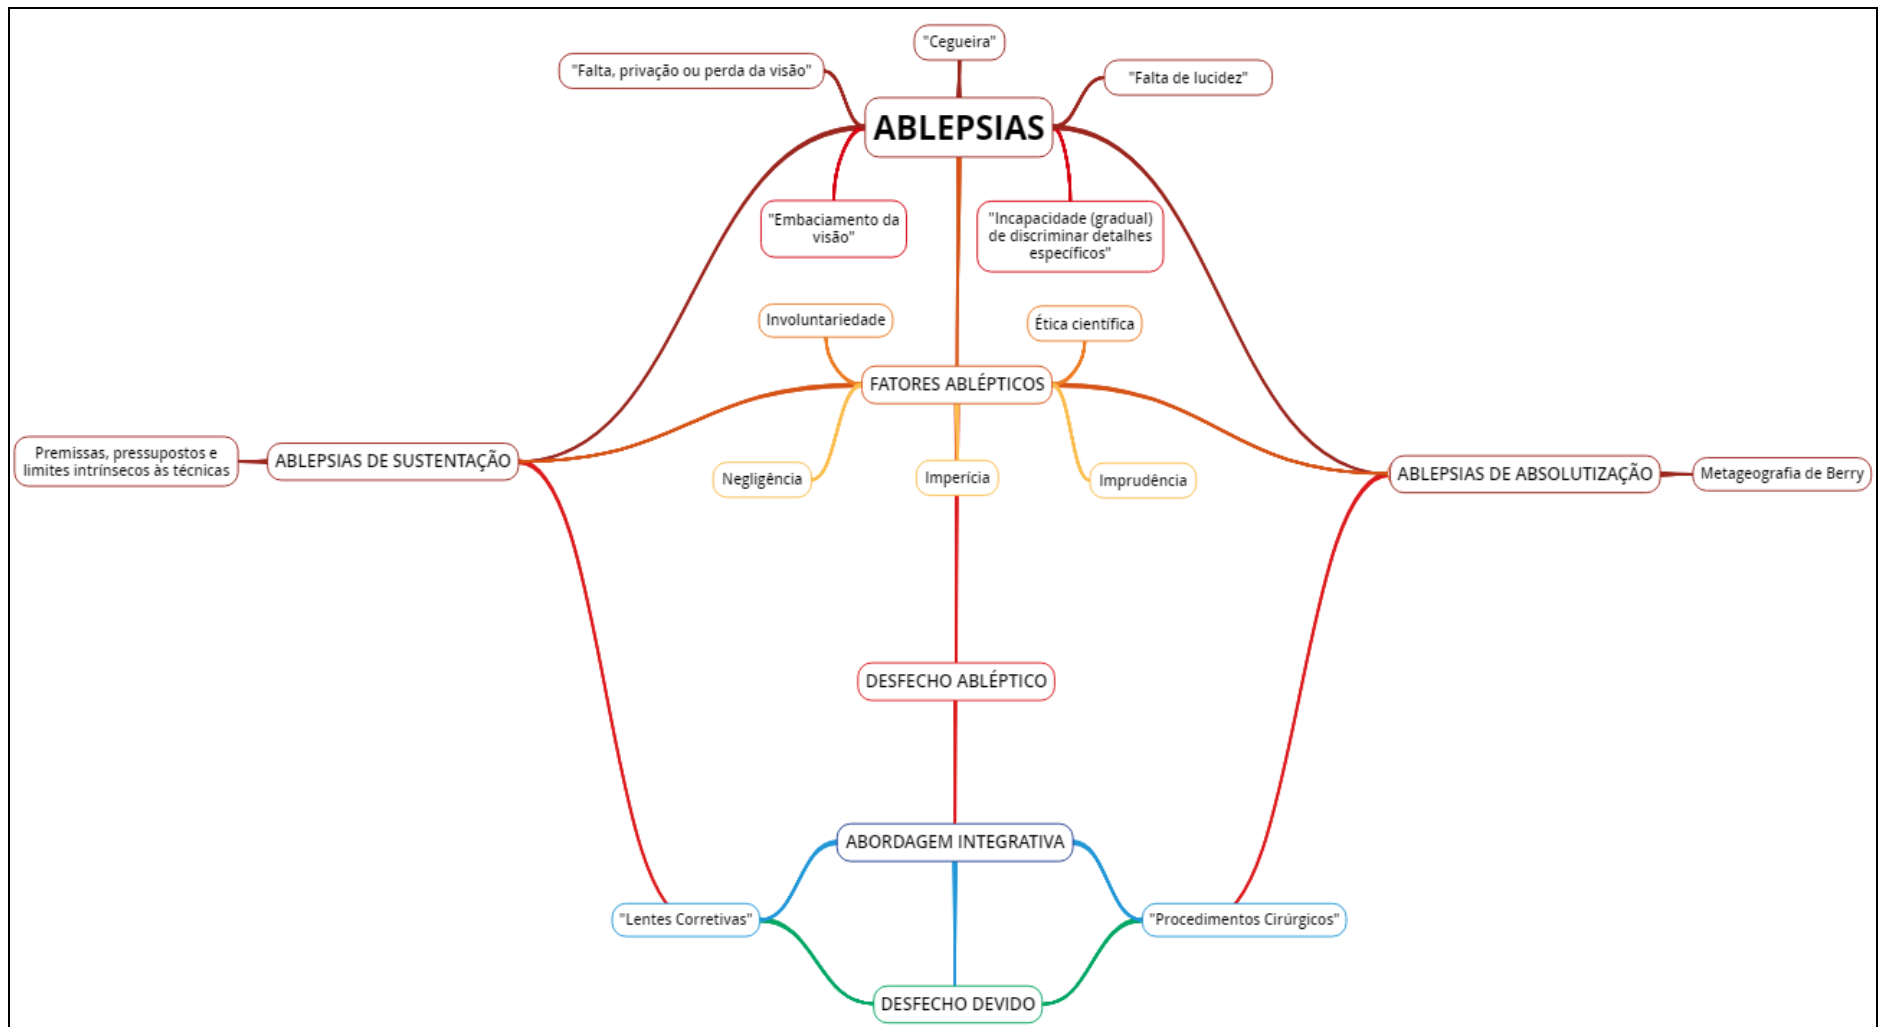 "Cegueira"
"Falta, privação ou perda da visão"
"Falta de lucidez"
ABLEPSIAS
"Embaciamento da
visão"
"Incapacidade (gradual)
de discriminar detalhes
específicos"
Involuntariedade
Ética científica
FATORES ABLÉPTICOS
Premissas, pressupostos e
limites intrínsecos às técnicas
ABLEPSIAS DE SUSTENTAÇÃO
Negligência
Imperícia
Imprudência
ABLEPSIAS DE ABSOLUTIZAÇÃO
Metageografia de Berry
DESFECHO ABLÉPTICO
ABORDAGEM INTEGRATIVA
"Lentes Corretivas"
"Procedimentos Cirúrgicos"
DESFECHO DEVIDO